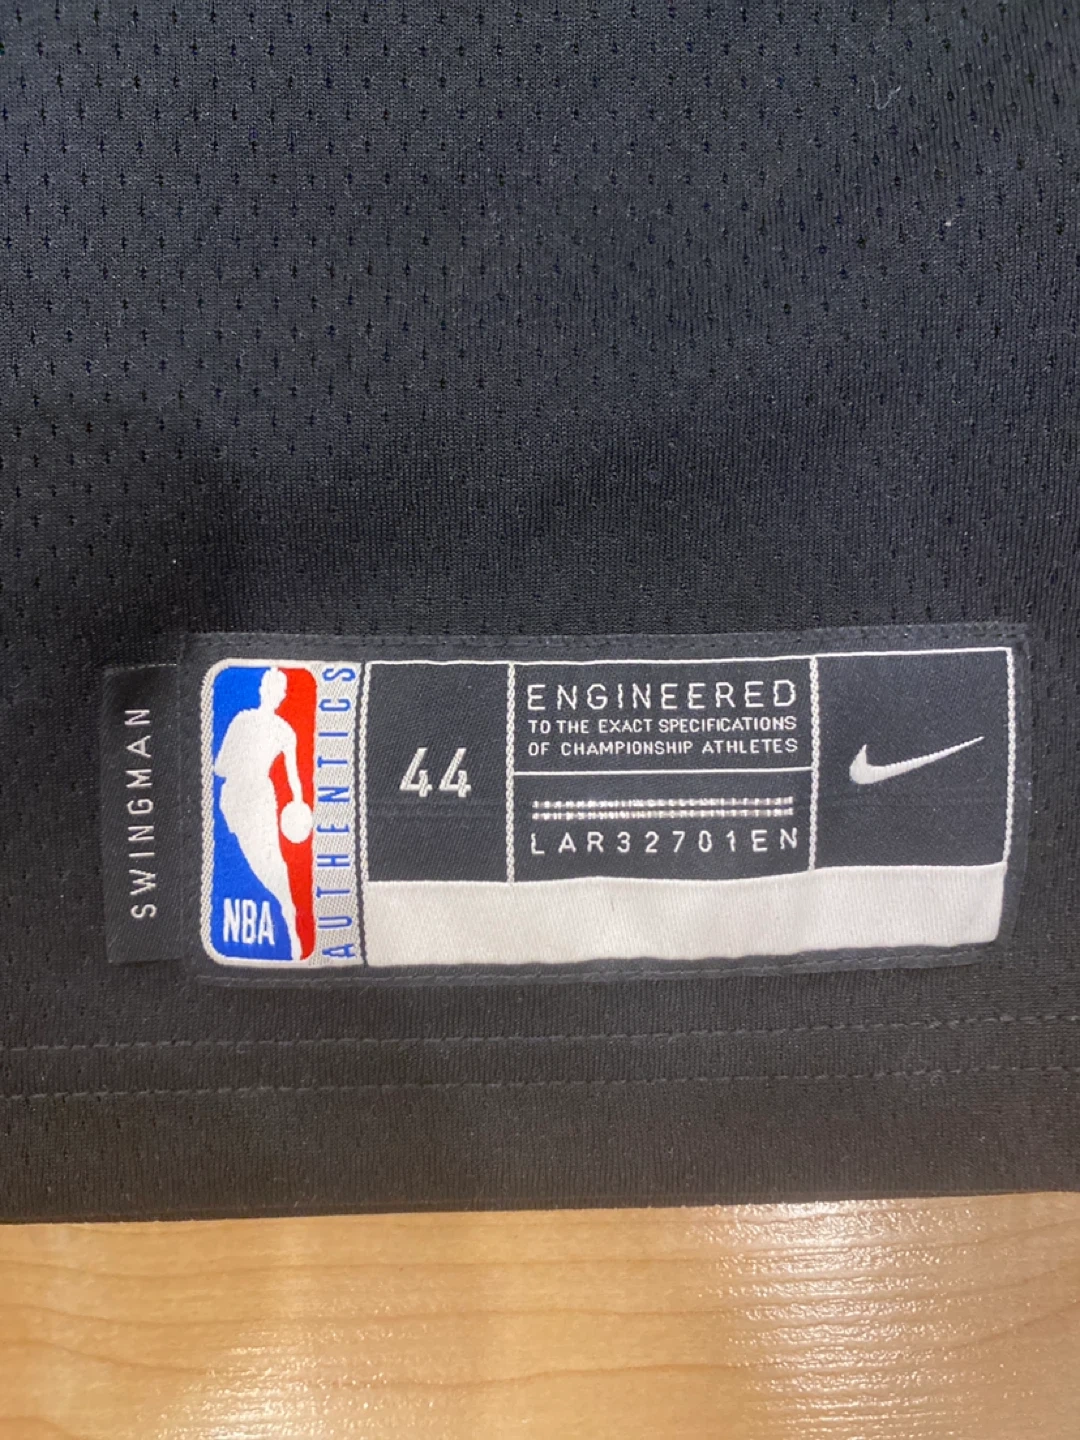 SWINGMAN
NBA
AUTHENTICS
44
ENGINEERED
TO THE EXACT SPECIFICATIONS
OF CHAMPIONSHIP ATHLETES
LAR32701EN